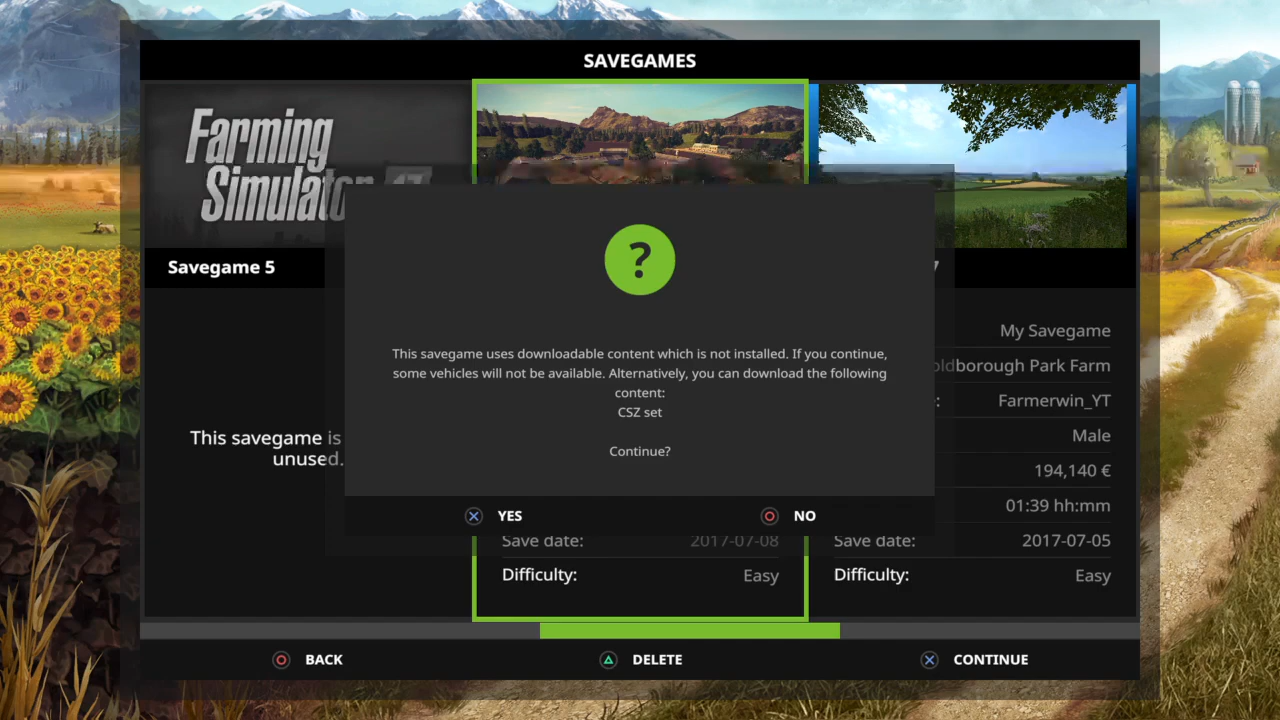 SAVEGAMES
Farming
Simulator 17
Savegame 5
7
This savegame is
unused.
?
This savegame uses downloadable content which is not installed. If you continue,
some vehicles will not be available. Alternatively, you can download the following
content:
CSZ set
Continue?
YES
NO
My Savegame
oldborough Park Farm
Farmerwin_YT
Male
194,140 €
01:39 hh:mm
Save date: 2017-07-08
Difficulty: Easy
Save date: 2017-07-05
Difficulty: Easy
BACK
DELETE
CONTINUE